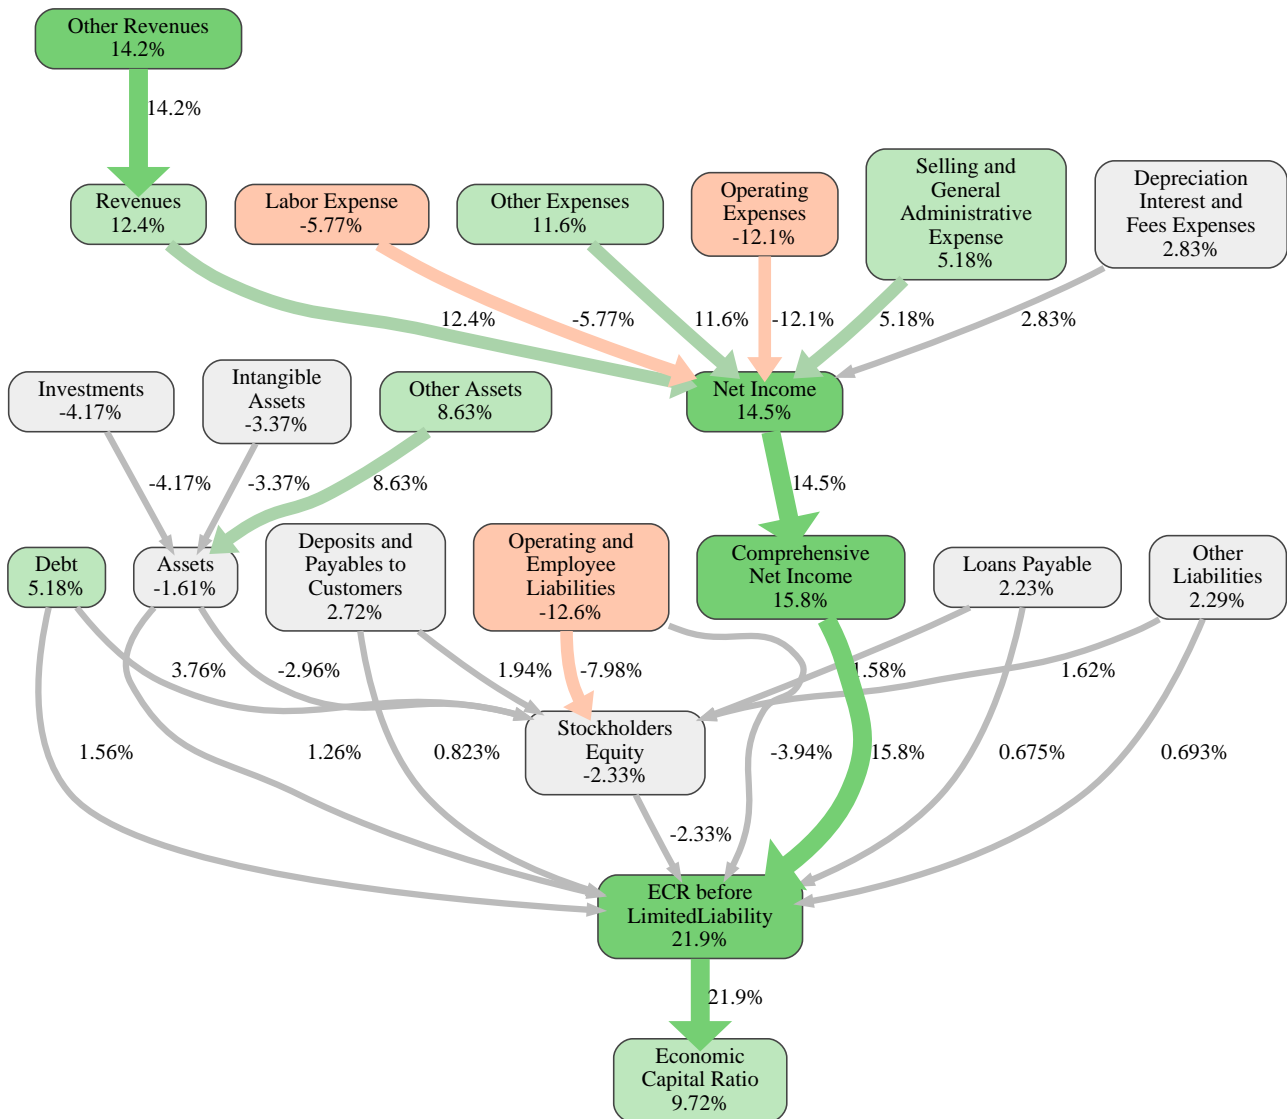 Other Revenues
14.2%
14.2%
Revenues
12.4%
Labor Expense
-5.77%
Other Expenses
11.6%
Operating
Expenses
-12.1%
Selling and
General
Administrative
Expense
5.18%
Depreciation
Interest and
Fees Expenses
2.83%
12.4%
-5.77%
11.6%
-12.1%
5.18%
2.83%
Investments
-4.17%
Intangible
Assets
-3.37%
Other Assets
8.63%
Net Income
14.5%
-4.17%
-3.37%
8.63%
14.5%
Debt
5.18%
Assets
-1.61%
Deposits and
Payables to
Customers
2.72%
Operating and
Employee
Liabilities
-12.6%
Comprehensive
Net Income
15.8%
Loans Payable
2.23%
Other
Liabilities
2.29%
3.76%
-2.96%
1.94%
-7.98%
1.58%
1.62%
Stockholders
Equity
-2.33%
1.56%
1.26%
0.823%
-3.94%
15.8%
0.675%
0.693%
-2.33%
ECR before
LimitedLiability
21.9%
21.9%
Economic
Capital Ratio
9.72%